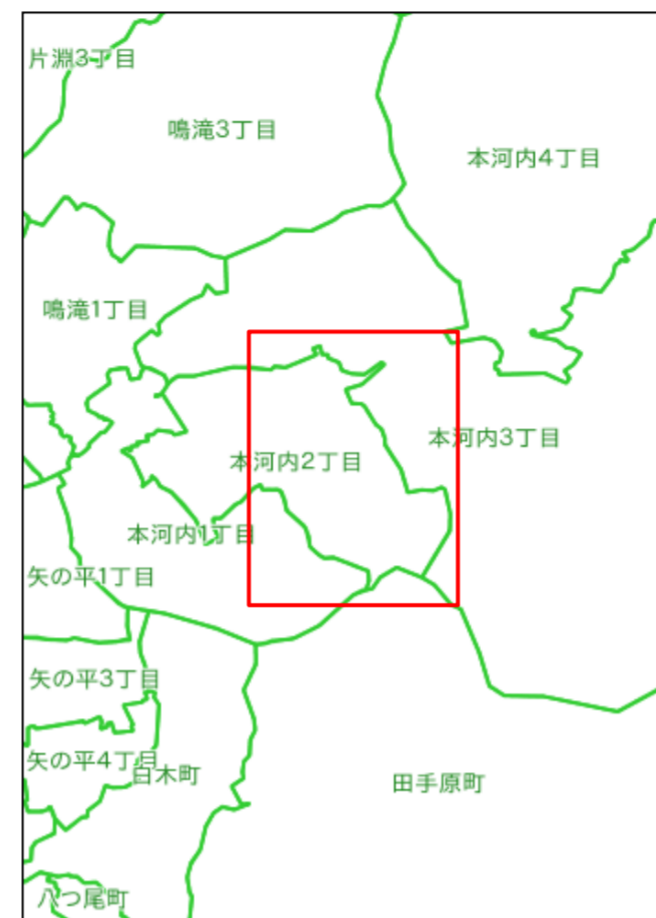 片淵3丁目
鳴滝3丁目
本河内4丁目
鳴滝1丁目
本河内3丁目
本河内2丁目
本河内1丁目
矢の平1丁目
矢の平3丁目
矢の平4丁目
白木町
田手原町
八つ尾町